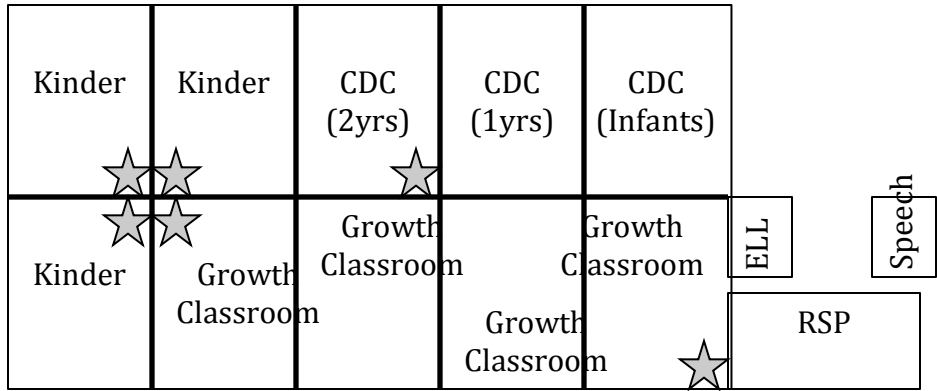 Kinder
Kinder
CDC
(2yrs)
CDC
(1yrs)
CDC
(Infants)
Kinder
Growth
Classroom
Growth
Classroom
Growth
Classroom
Growth
Classroom
ELL
Speech
RSP